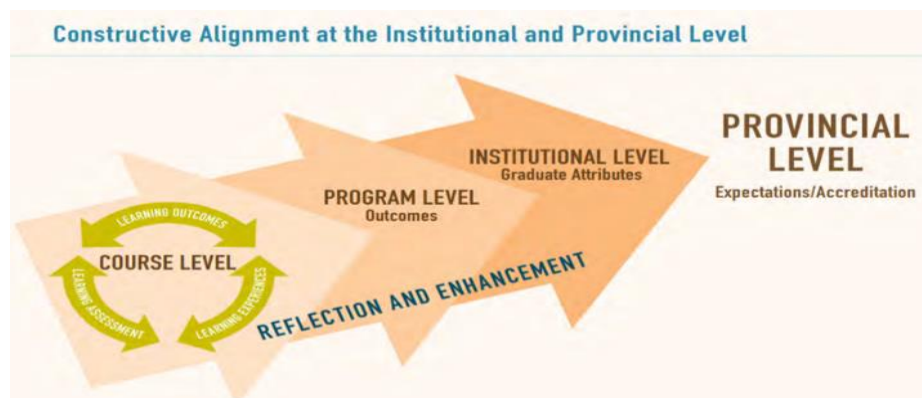 Constructive Alignment at the Institutional and Provincial Level
PROVINCIAL
LEVEL
Expectations/Accreditation
INSTITUTIONAL LEVEL
Graduate Attributes
PROGRAM LEVEL
Outcomes
LEARNING OUTCOMES
COURSE LEVEL
LEARNING ASSESSMENT
LEARNING EXPERIENCES
REFLECTION AND ENHANCEMENT